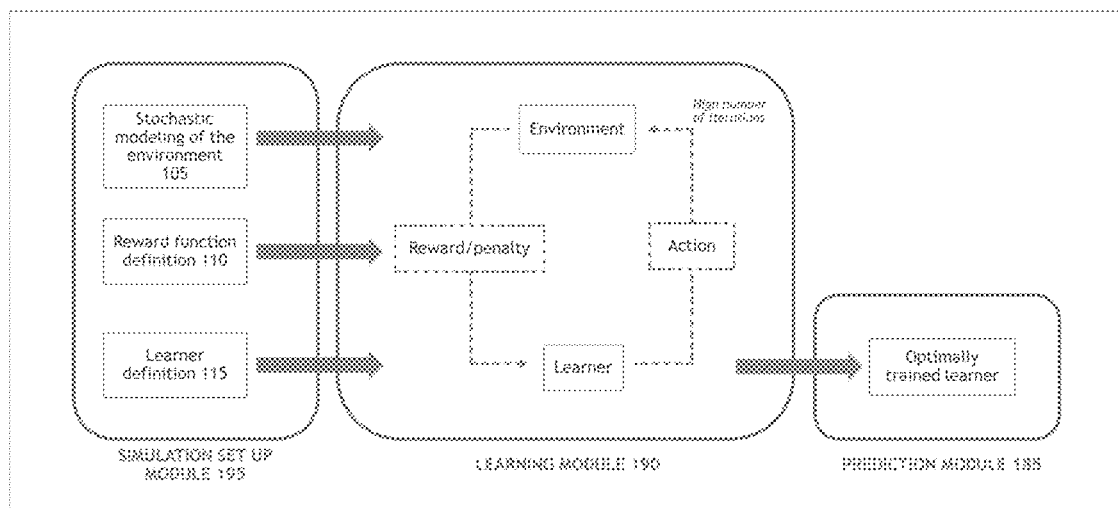 Stochastic
modeling of the
environment
105
Reward function
definition 110
Learner
definition 115
SIMULATION SET UP
MODULE 195
High number
of iterations
Environment
Reward/penalty
Action
Learner
LEARNING MODULE 190
Optimally
trained learner
PREDICTION MODULE 185